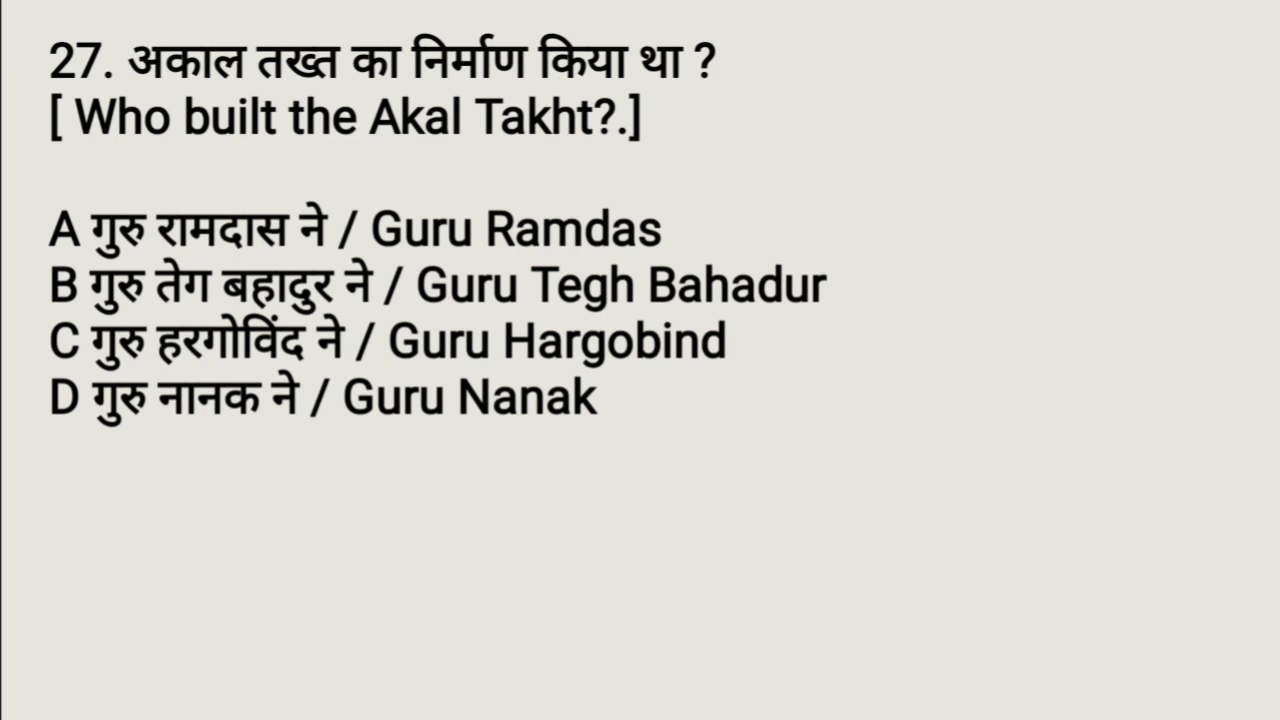 27. अकाल तख्त का निर्माण किया था ?
[ Who built the Akal Takht?.]
A गुरु रामदास ने / Guru Ramdas
B गुरु तेग बहादुर ने / Guru Tegh Bahadur
C गुरु हरगोविंद ने / Guru Hargobind
D गुरु नानक ने / Guru Nanak